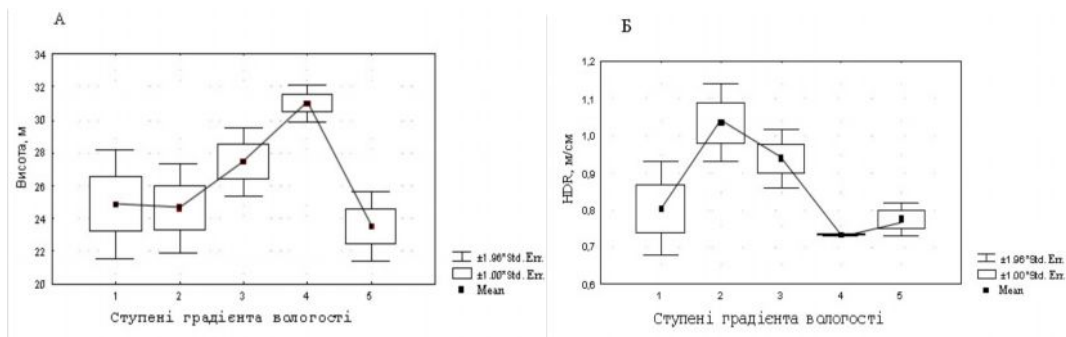 А
Висота, м
34
32
30
28
26
24
22
20
1 2 3 4 5
Ступені градієнта вологості
±1.96*Std. Err.
±1.00*Std. Err.
Mean
Б
HDR, м/см
1,2
1,1
1,0
0,9
0,8
0,7
0,6
1 2 3 4 5
Ступені градієнта вологості
±1.96*Std. Err.
±1.00*Std. Err.
Mean